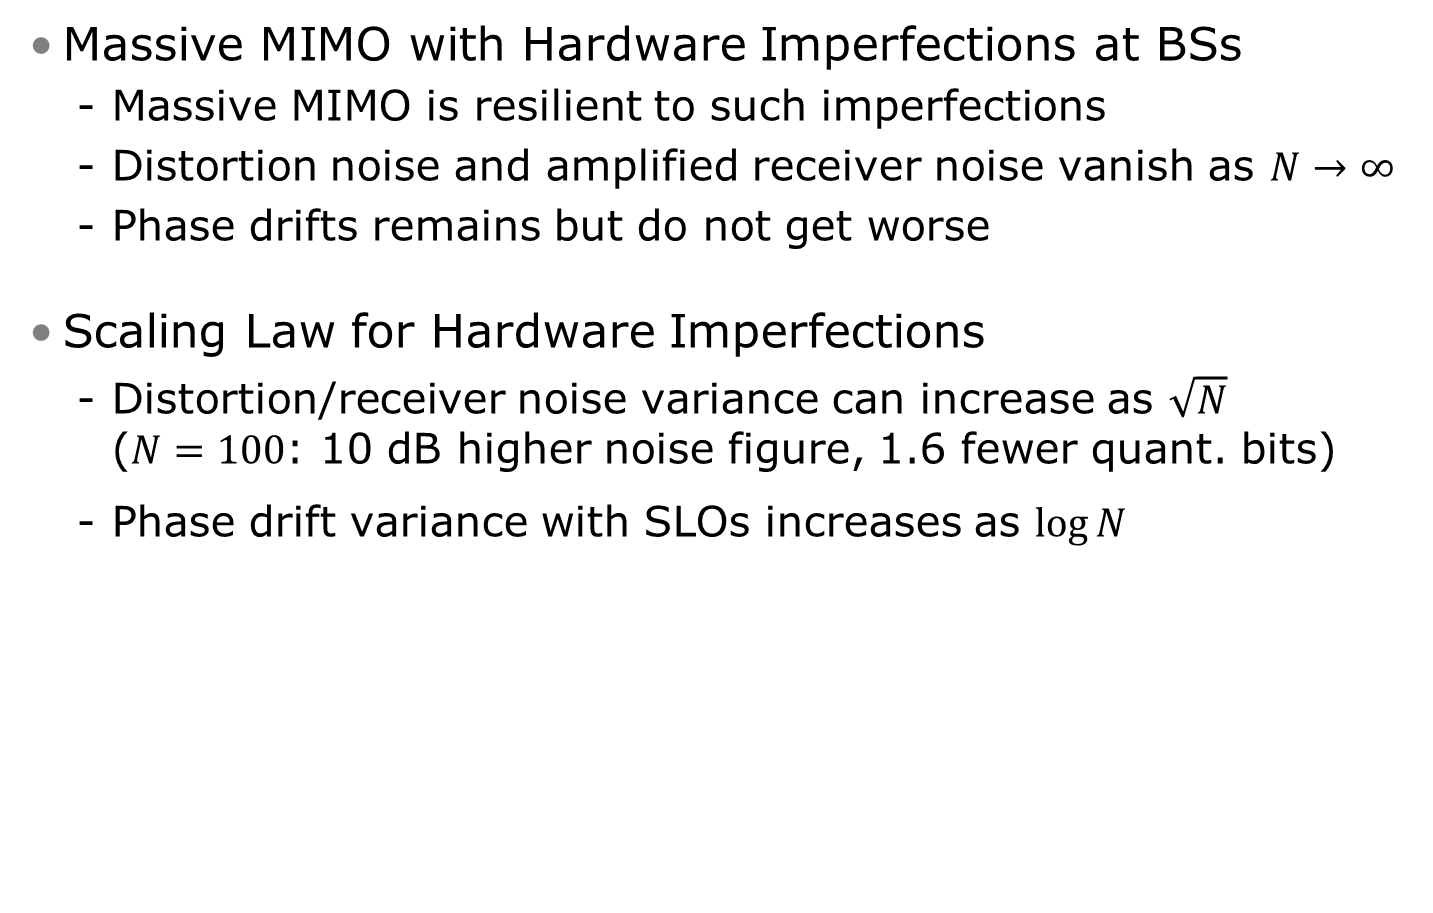 • Massive MIMO with Hardware Imperfections at BSs
- Massive MIMO is resilient to such imperfections
- Distortion noise and amplified receiver noise vanish as N → ∞
- Phase drifts remains but do not get worse
• Scaling Law for Hardware Imperfections
- Distortion/receiver noise variance can increase as √N
(N = 100: 10 dB higher noise figure, 1.6 fewer quant. bits)
- Phase drift variance with SLOs increases as log N